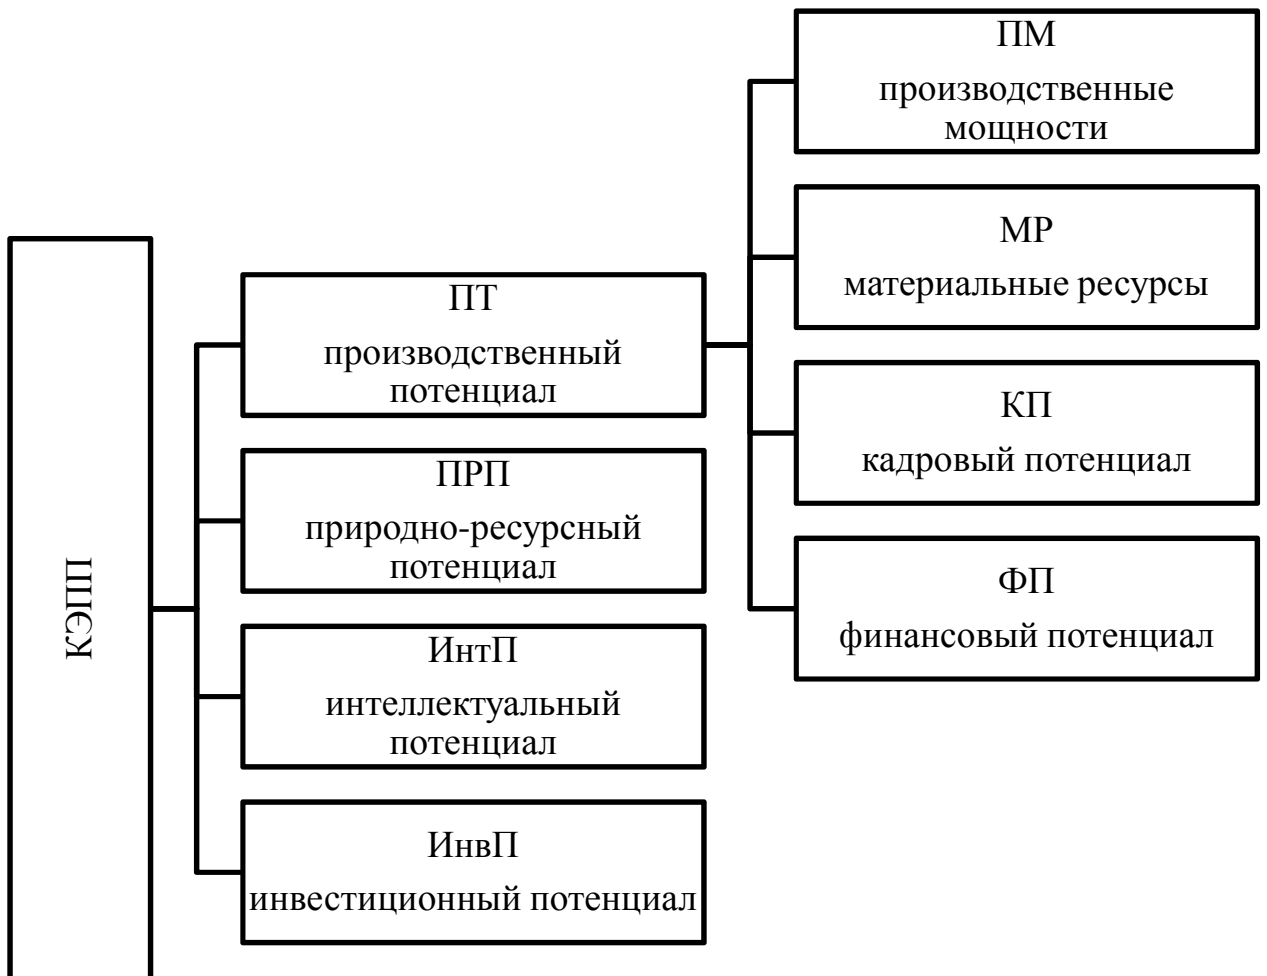 КЭПП
ПТ
производственный
потенциал
ПРП
природно-ресурсный
потенциал
ИнтП
интеллектуальный
потенциал
ИнвП
инвестиционный потенциал
ПМ
производственные
мощности
МР
материальные ресурсы
КП
кадровый потенциал
ФП
финансовый потенциал